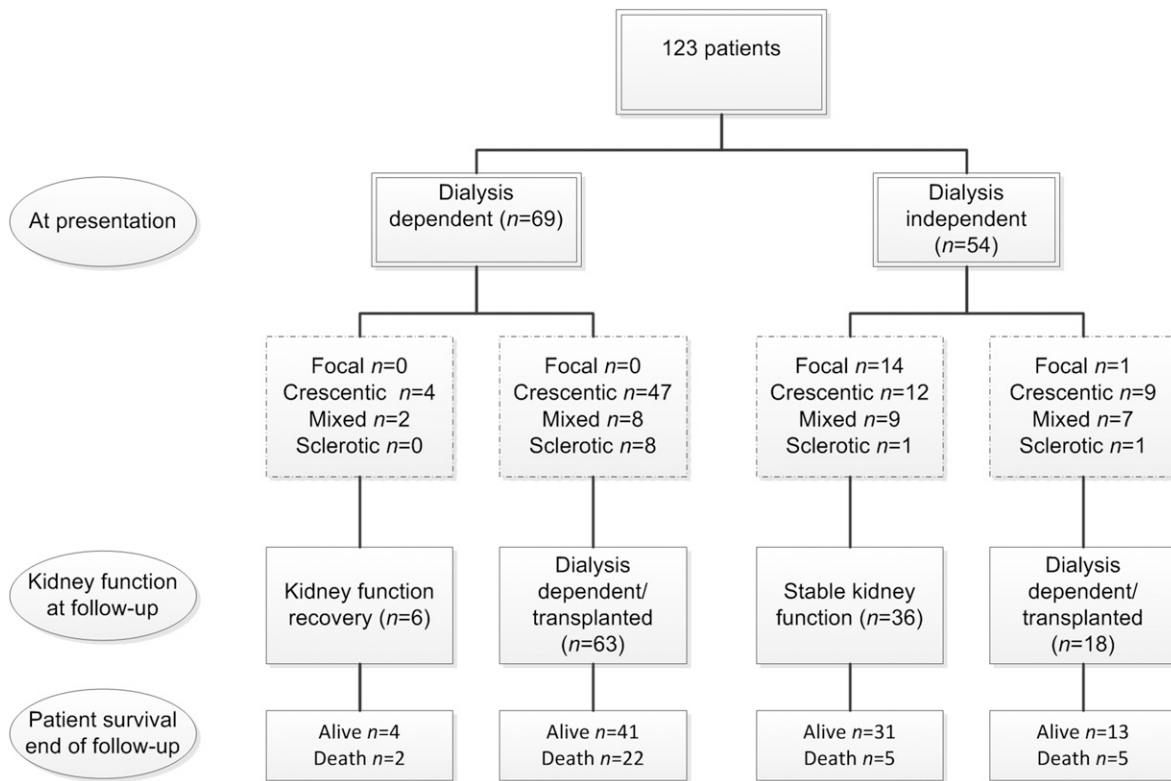 123 patients
At presentation
Dialysis
dependent (n=69)
Dialysis
independent
(n=54)
Focal n=0
Crescentic n=4
Mixed n=2
Sclerotic n=0
Focal n=0
Crescentic n=47
Mixed n=8
Sclerotic n=8
Focal n=14
Crescentic n=12
Mixed n=9
Sclerotic n=1
Focal n=1
Crescentic n=9
Mixed n=7
Sclerotic n=1
Kidney function
at follow-up
Kidney function
recovery (n=6)
Dialysis
dependent/
transplanted
(n=63)
Stable kidney
function (n=36)
Dialysis
dependent/
transplanted
(n=18)
Patient survival
end of follow-up
Alive n=4
Death n=2
Alive n=41
Death n=22
Alive n=31
Death n=5
Alive n=13
Death n=5